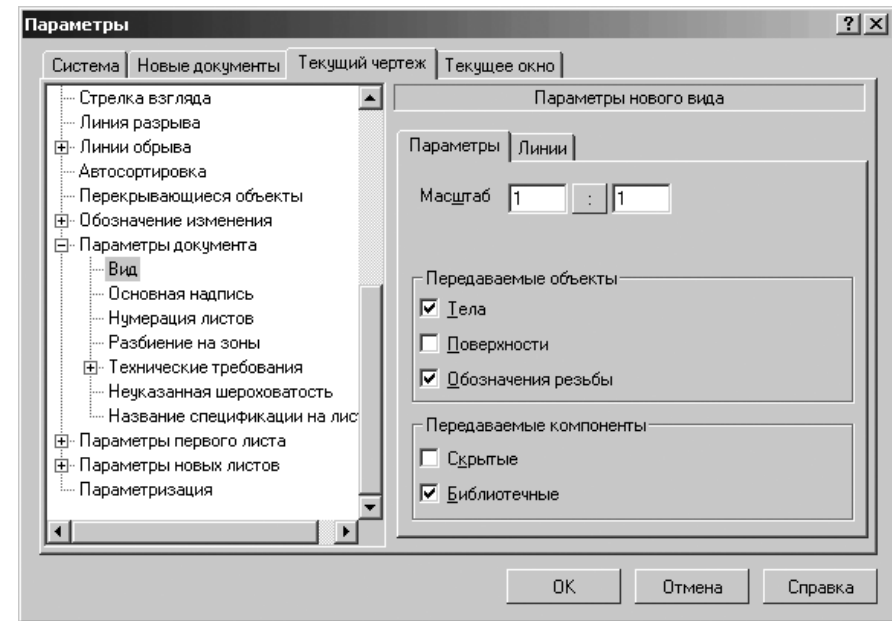 Параметры
Система Новые документы Текущий чертеж Текущее окно
Стрелка взгляда
Линия разрыва
Линии обрыва
Автосортировка
Перекрывающиеся объекты
Обозначение изменения
Параметры документа
Вид
Основная надпись
Нумерация листов
Разбиение на зоны
Технические требования
Неуказанная шероховатость
Название спецификации на лис
Параметры первого листа
Параметры новых листов
Параметризация
Параметры нового вида
Параметры Линии
Масштаб 1 : 1
Передаваемые объекты
Тела
Поверхности
Обозначения резьбы
Передаваемые компоненты
Скрытые
Библиотечные
OK Отмена Справка